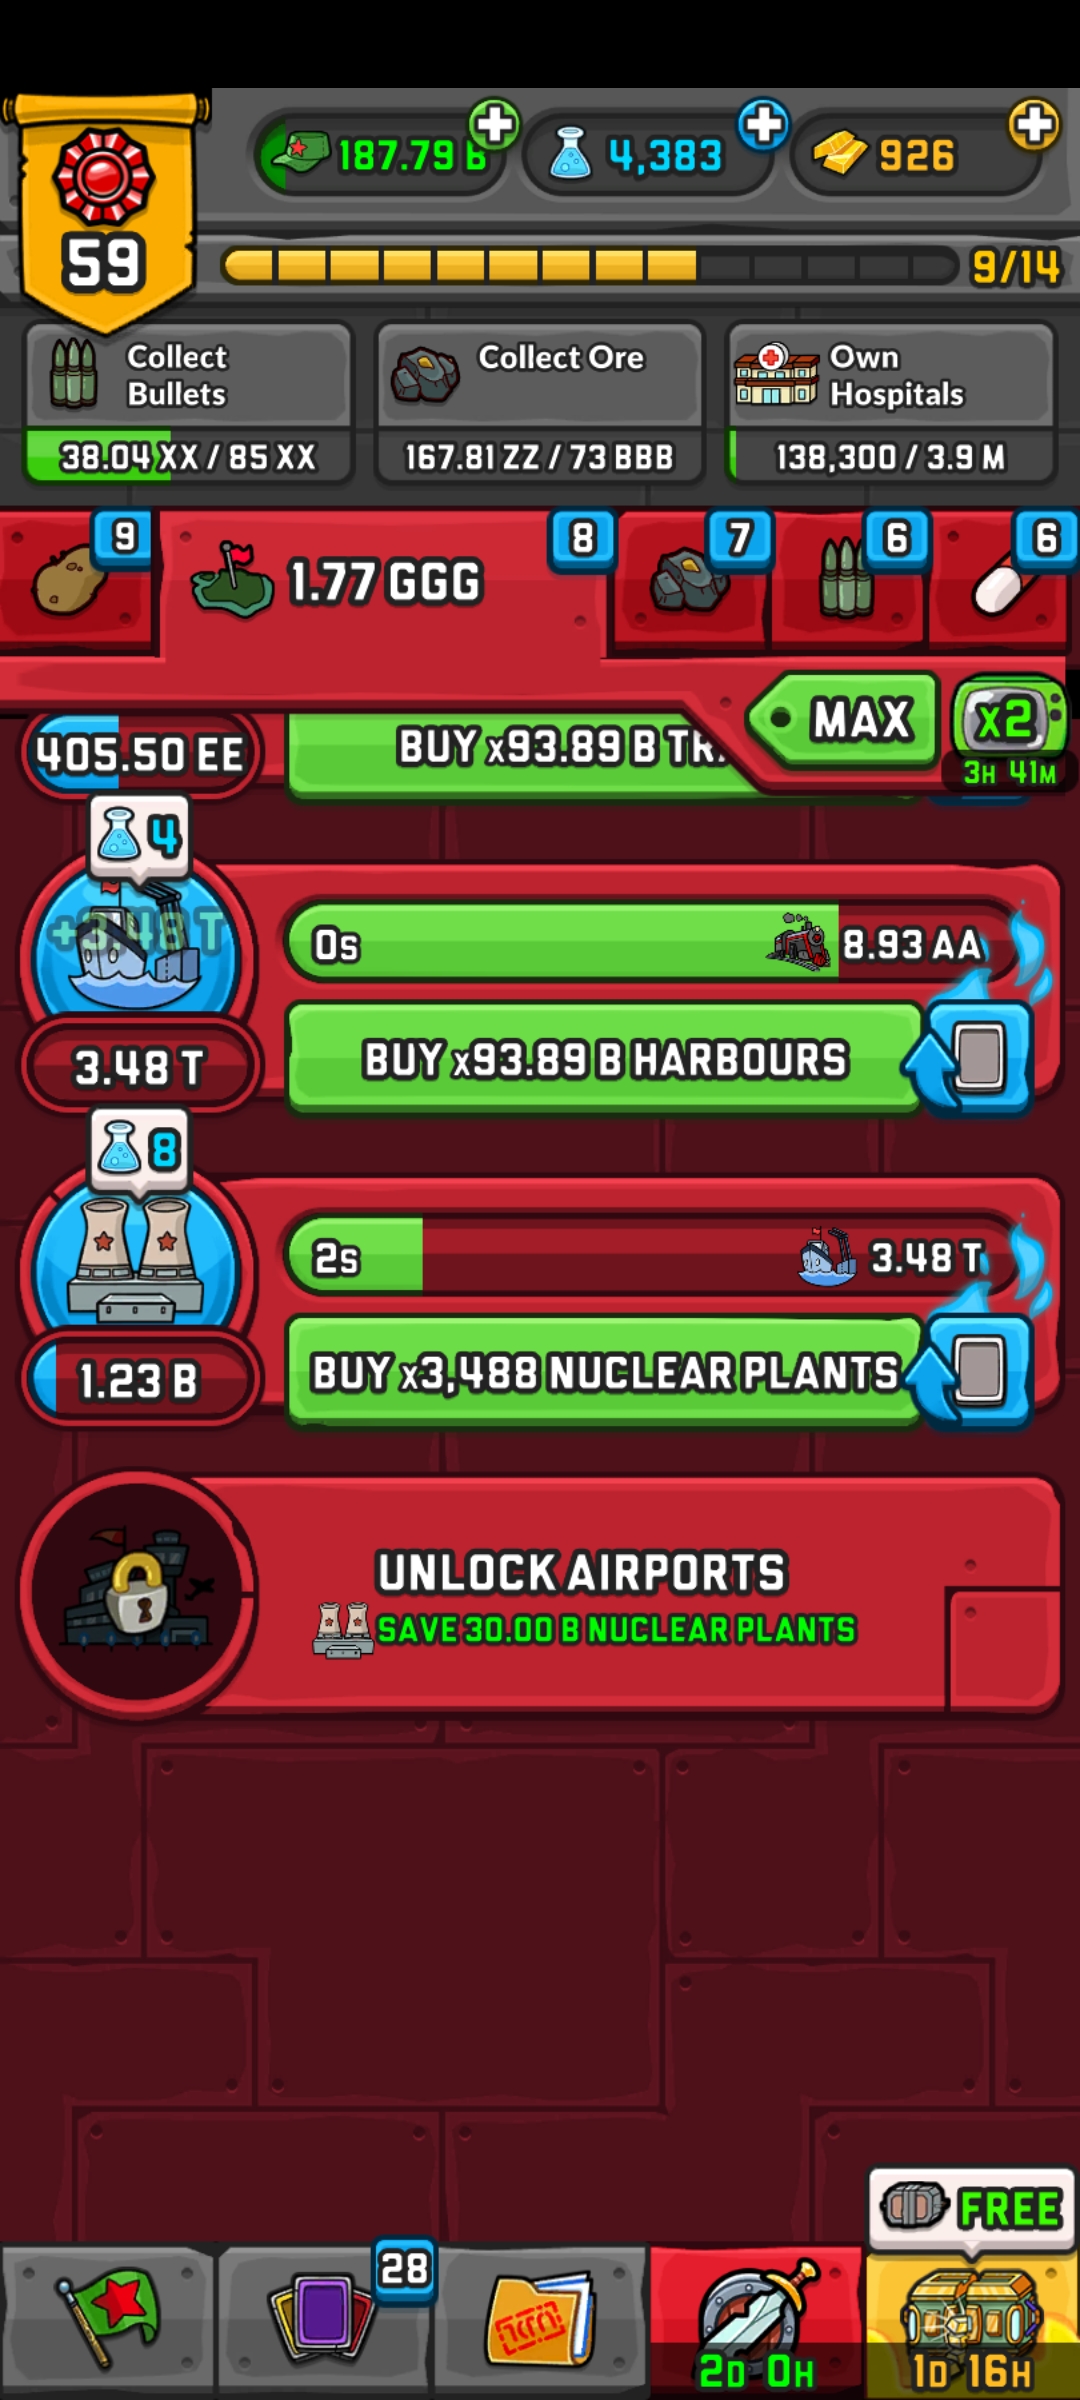 59
187.79 B
4,383
926
9/14
Collect
Bullets
38.04 XX / 85 XX
Collect Ore
167.81 ZZ / 73 BBB
Own
Hospitals
138,300 / 3.9 M
9
1.77 GGG
8
7
6
6
405.50 EE
BUY x93.89 B
MAX
x2
3H 41M
4
+3.48 T
0s
8.93 AA
3.48 T
BUY x93.89 B HARBOURS
8
2s
3.48 T
1.23 B
BUY x3,488 NUCLEAR PLANTS
UNLOCK AIRPORTS
SAVE 30.00 B NUCLEAR PLANTS
FREE
28
2D 0H
1D 16H